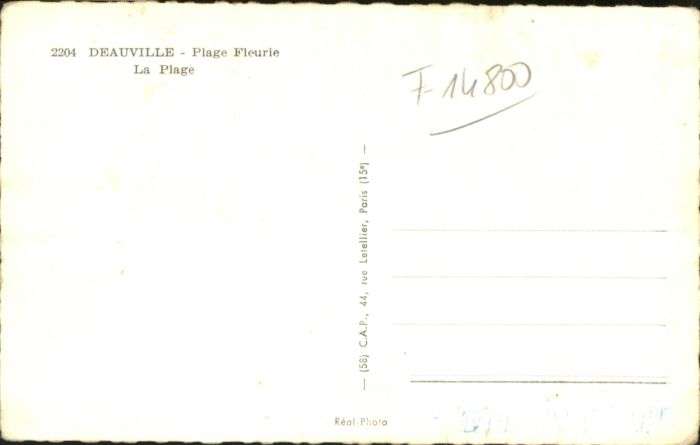 2204 DEAUVILLE - Plage Fleurie
La Plage
F-14800
— (58) C.A.P., 44, rue Letellier, Paris (15e) —
Réal-Photo